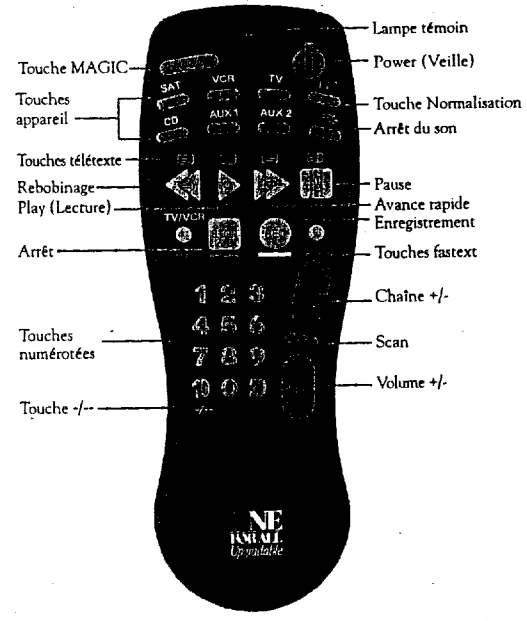 Lampe témoin
Touche MAGIC
Power (Veille)
SAT
VCR
TV
Touches appareil
Touche Normalisation
CD
AUX 1
AUX 2
Arrêt du son
Touches télétexte
Rebobinage
Pause
Play (Lecture)
Avance rapide
TV/VCR
Enregistrement
Arrêt
Touches fastext
1 2 3
Chaîne +/-
4 5 6
Touches numérotées
Scan
7 8 9
Volume +/-
Touche -/--
-/--
FOR ALL
Upgradable